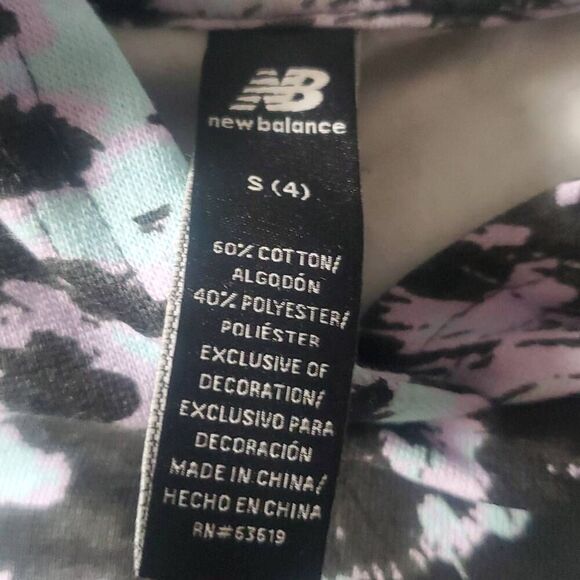 NB
new balance
S (4)
60% COTTON/
ALGODÓN
40% POLYESTER/
POLIÉSTER
EXCLUSIVE OF
DECORATION/
EXCLUSIVO PARA
DECORACIÓN
MADE IN CHINA/
HECHO EN CHINA
RN#63619